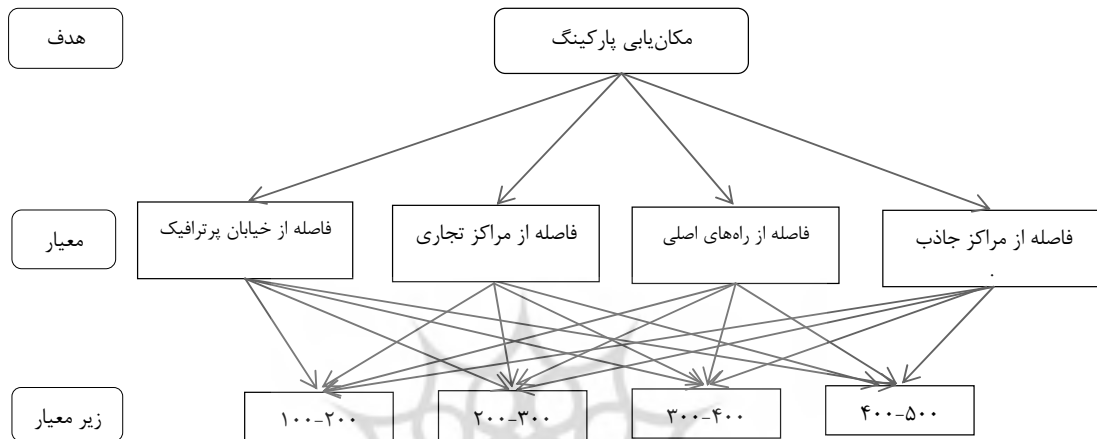 هدف
مکان‌یابی پارکینگ
معیار
فاصله از خیابان پرترافیک
فاصله از مراکز تجاری
فاصله از راه‌های اصلی
فاصله از مراکز جاذب
.
زیر معیار
۱۰۰-۲۰۰
۲۰۰-۳۰۰
۳۰۰-۴۰۰
۴۰۰-۵۰۰